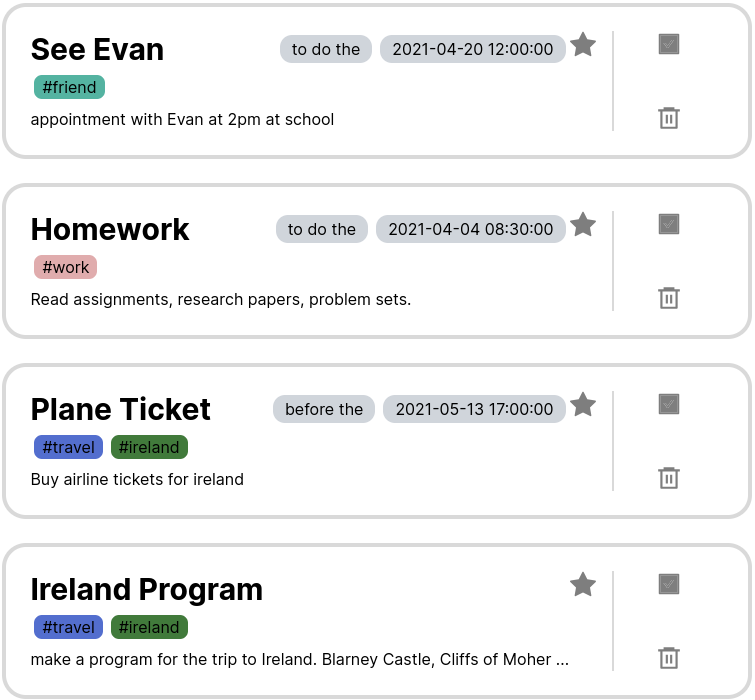 See Evan to do the 2021-04-20 12:00:00
#friend
appointment with Evan at 2pm at school
Homework to do the 2021-04-04 08:30:00
#work
Read assignments, research papers, problem sets.
Plane Ticket before the 2021-05-13 17:00:00
#travel #ireland
Buy airline tickets for ireland
Ireland Program
#travel #ireland
make a program for the trip to Ireland. Blarney Castle, Cliffs of Moher ...